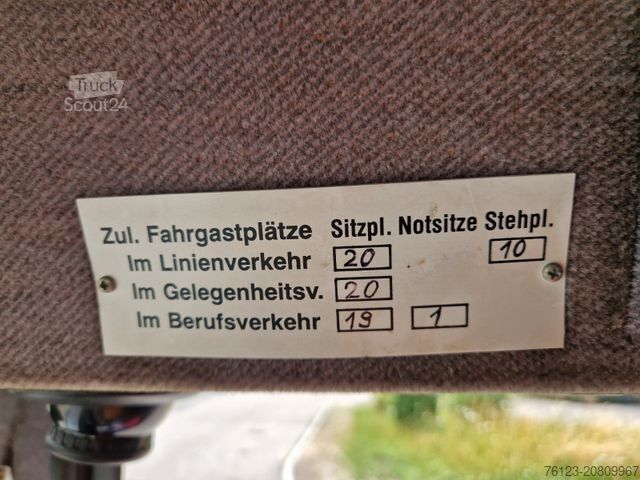 Truck
Scout24
Zul. Fahrgastplätze Sitzpl. Notsitze Stehpl.
Im Linienverkehr 20 10
Im Gelegenheitsv. 20
Im Berufsverkehr 19 1
76123-20809967